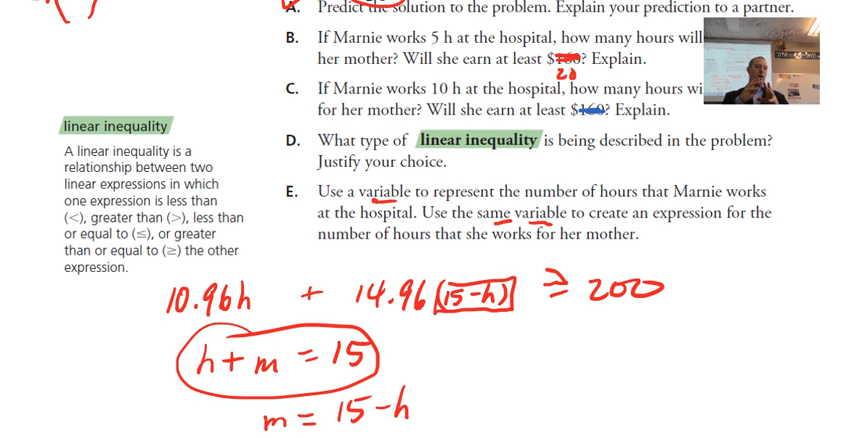 A. Predict the solution to the problem. Explain your prediction to a partner.
B. If Marnie works 5 h at the hospital, how many hours will
her mother? Will she earn at least $160? Explain.
20
C. If Marnie works 10 h at the hospital, how many hours wi
for her mother? Will she earn at least $160? Explain.
linear inequality
A linear inequality is a
relationship between two
linear expressions in which
one expression is less than
(<), greater than (>), less than
or equal to (≤), or greater
than or equal to (≥) the other
expression.
D. What type of linear inequality is being described in the problem?
Justify your choice.
E. Use a variable to represent the number of hours that Marnie works
at the hospital. Use the same variable to create an expression for the
number of hours that she works for her mother.
10.96h + 14.96 (15-h) ≥ 200
h + m = 15
m = 15-h